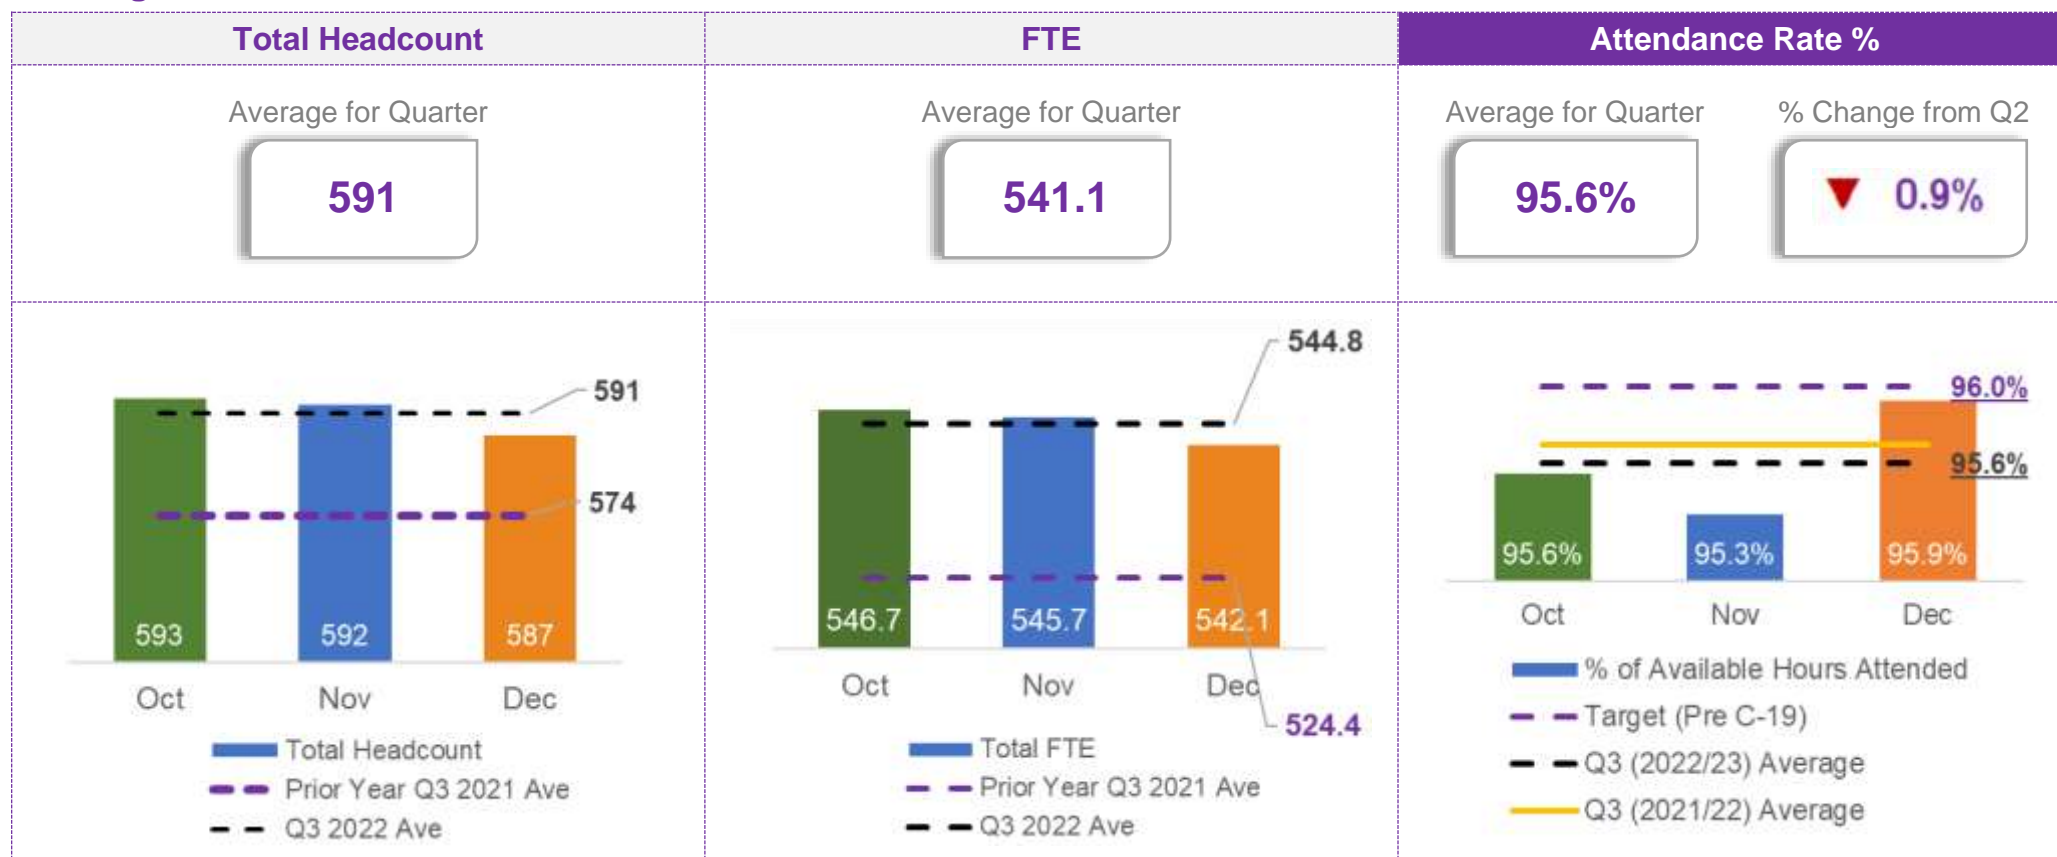 Total Headcount
FTE
Attendance Rate %
Average for Quarter
591
Average for Quarter
541.1
Average for Quarter
95.6%
% Change from Q2
▼ 0.9%
591
574
593
592
587
Oct
Nov
Dec
Total Headcount
Prior Year Q3 2021 Ave
Q3 2022 Ave
544.8
546.7
545.7
542.1
Oct
Nov
Dec
524.4
Total FTE
Prior Year Q3 2021 Ave
Q3 2022 Ave
96.0%
95.6%
95.6%
95.3%
95.9%
Oct
Nov
Dec
% of Available Hours Attended
Target (Pre C-19)
Q3 (2022/23) Average
Q3 (2021/22) Average